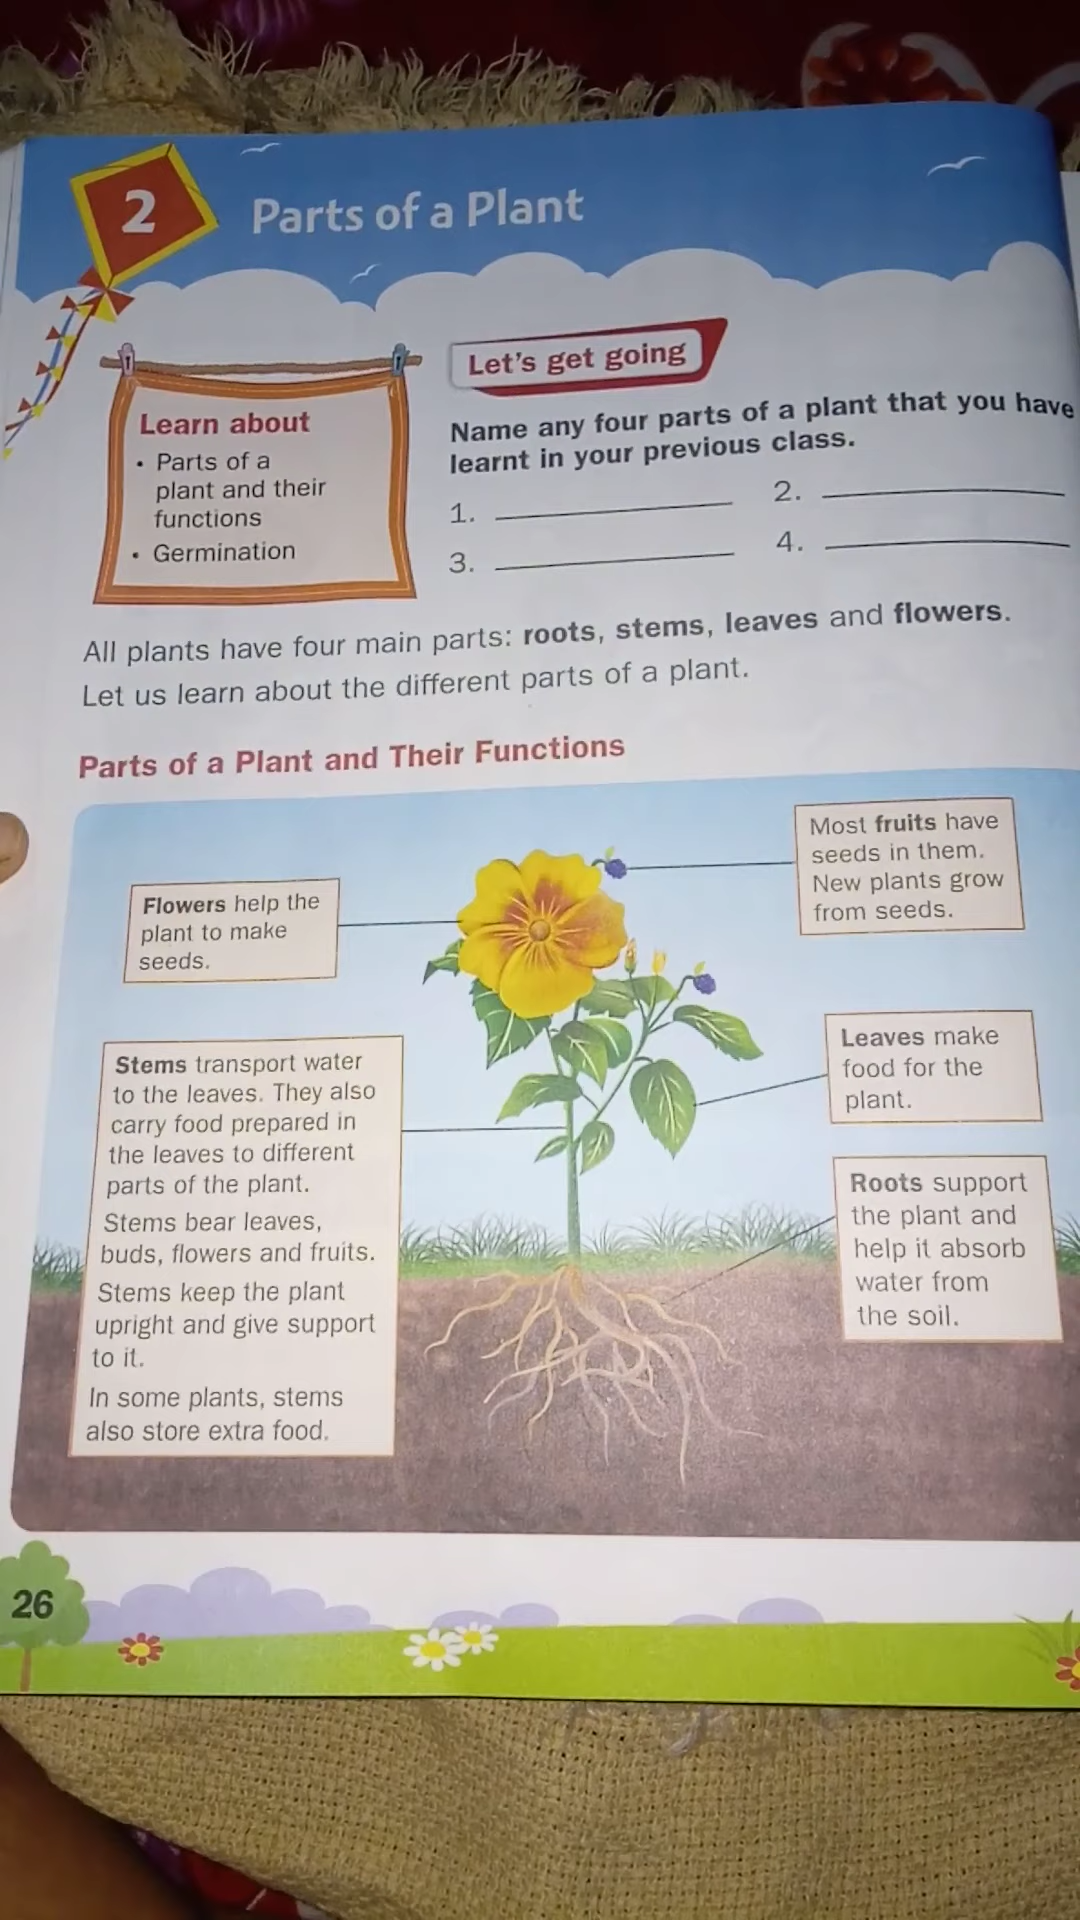 2
Parts of a Plant
Learn about
• Parts of a
plant and their
functions
• Germination
Let's get going
Name any four parts of a plant that you have
learnt in your previous class.
1. 2.
3. 4.
All plants have four main parts: roots, stems, leaves and flowers.
Let us learn about the different parts of a plant.
Parts of a Plant and Their Functions
Flowers help the
plant to make
seeds.
Most fruits have
seeds in them.
New plants grow
from seeds.
Stems transport water
to the leaves. They also
carry food prepared in
the leaves to different
parts of the plant.
Stems bear leaves,
buds, flowers and fruits.
Stems keep the plant
upright and give support
to it.
In some plants, stems
also store extra food.
Leaves make
food for the
plant.
Roots support
the plant and
help it absorb
water from
the soil.
26